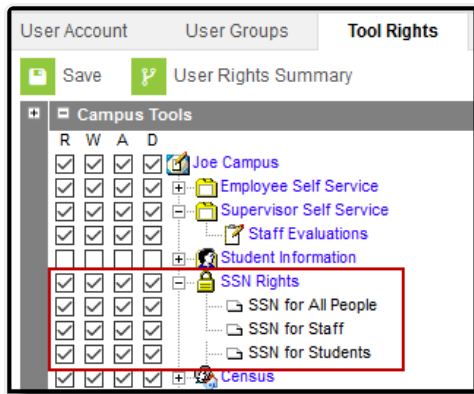 User Account User Groups Tool Rights
Save User Rights Summary
Campus Tools
R W A D
Joe Campus
Employee Self Service
Supervisor Self Service
Staff Evaluations
Student Information
SSN Rights
SSN for All People
SSN for Staff
SSN for Students
Census